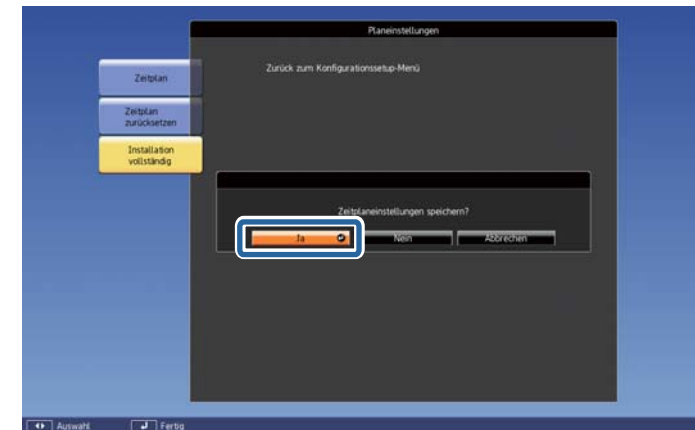 Planeinstellungen
Zurück zum Konfigurationssetup-Menü
Zeitplan
Zeitplan
zurücksetzen
Installation
vollständig
Zeitplaneinstellungen speichern?
Ja Nein Abbrechen
Auswahl Fertig